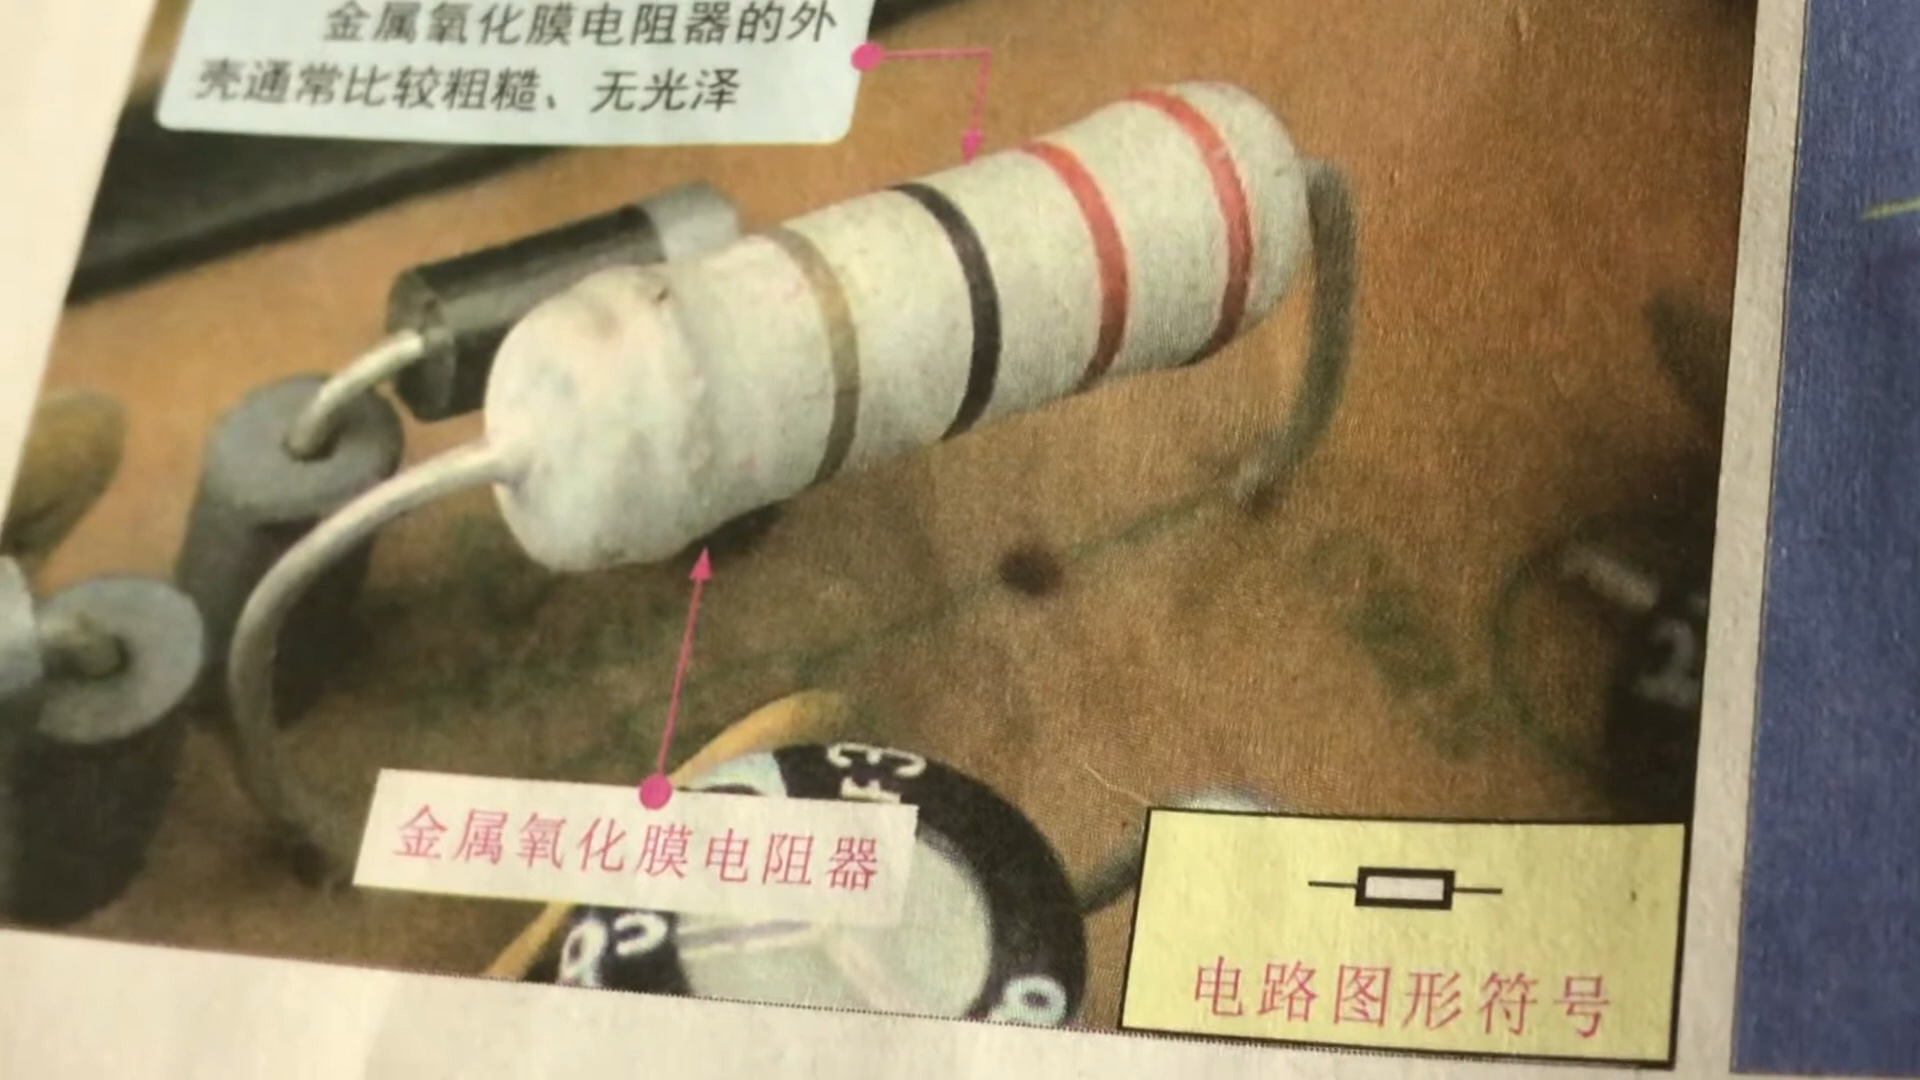 金属氧化膜电阻器的外
壳通常比较粗糙、无光泽
金属氧化膜电阻器
电路图形符号